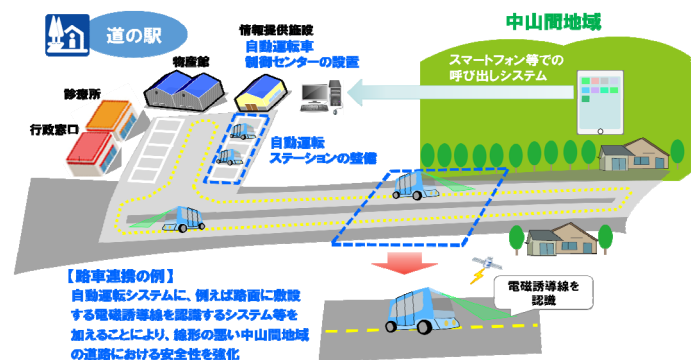 道の駅
中山間地域
情報提供施設
自動運転車
制御センターの設置
物産館
スマートフォン等での
呼び出しシステム
診療所
行政窓口
自動運転
ステーションの整備
【路車連携の例】
自動運転システムに、例えば路面に敷設
する電磁誘導線を認識するシステム等を
加えることにより、線形の悪い中山間地域
の道路における安全性を強化
電磁誘導線を
認識